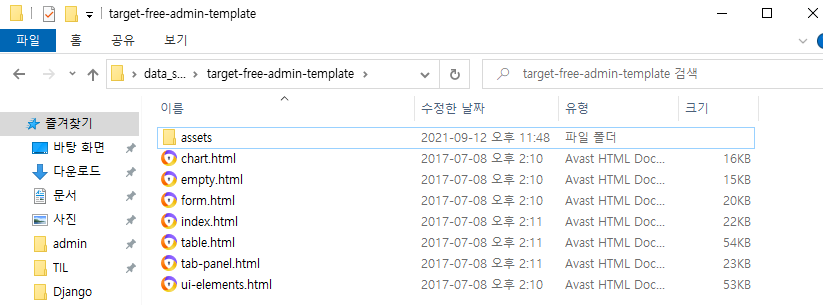 target-free-admin-template
파일 홈 공유 보기
data_s... target-free-admin-template target-free-admin-template 검색
이름 수정한 날짜 유형 크기
즐겨찾기
바탕 화면
다운로드
문서
사진
admin
TIL
Django
assets 2021-09-12 오후 11:48 파일 폴더
chart.html 2017-07-08 오후 2:10 Avast HTML Doc... 16KB
empty.html 2017-07-08 오후 2:10 Avast HTML Doc... 15KB
form.html 2017-07-08 오후 2:10 Avast HTML Doc... 20KB
index.html 2017-07-08 오후 2:11 Avast HTML Doc... 22KB
table.html 2017-07-08 오후 2:11 Avast HTML Doc... 54KB
tab-panel.html 2017-07-08 오후 2:11 Avast HTML Doc... 23KB
ui-elements.html 2017-07-08 오후 2:10 Avast HTML Doc... 53KB